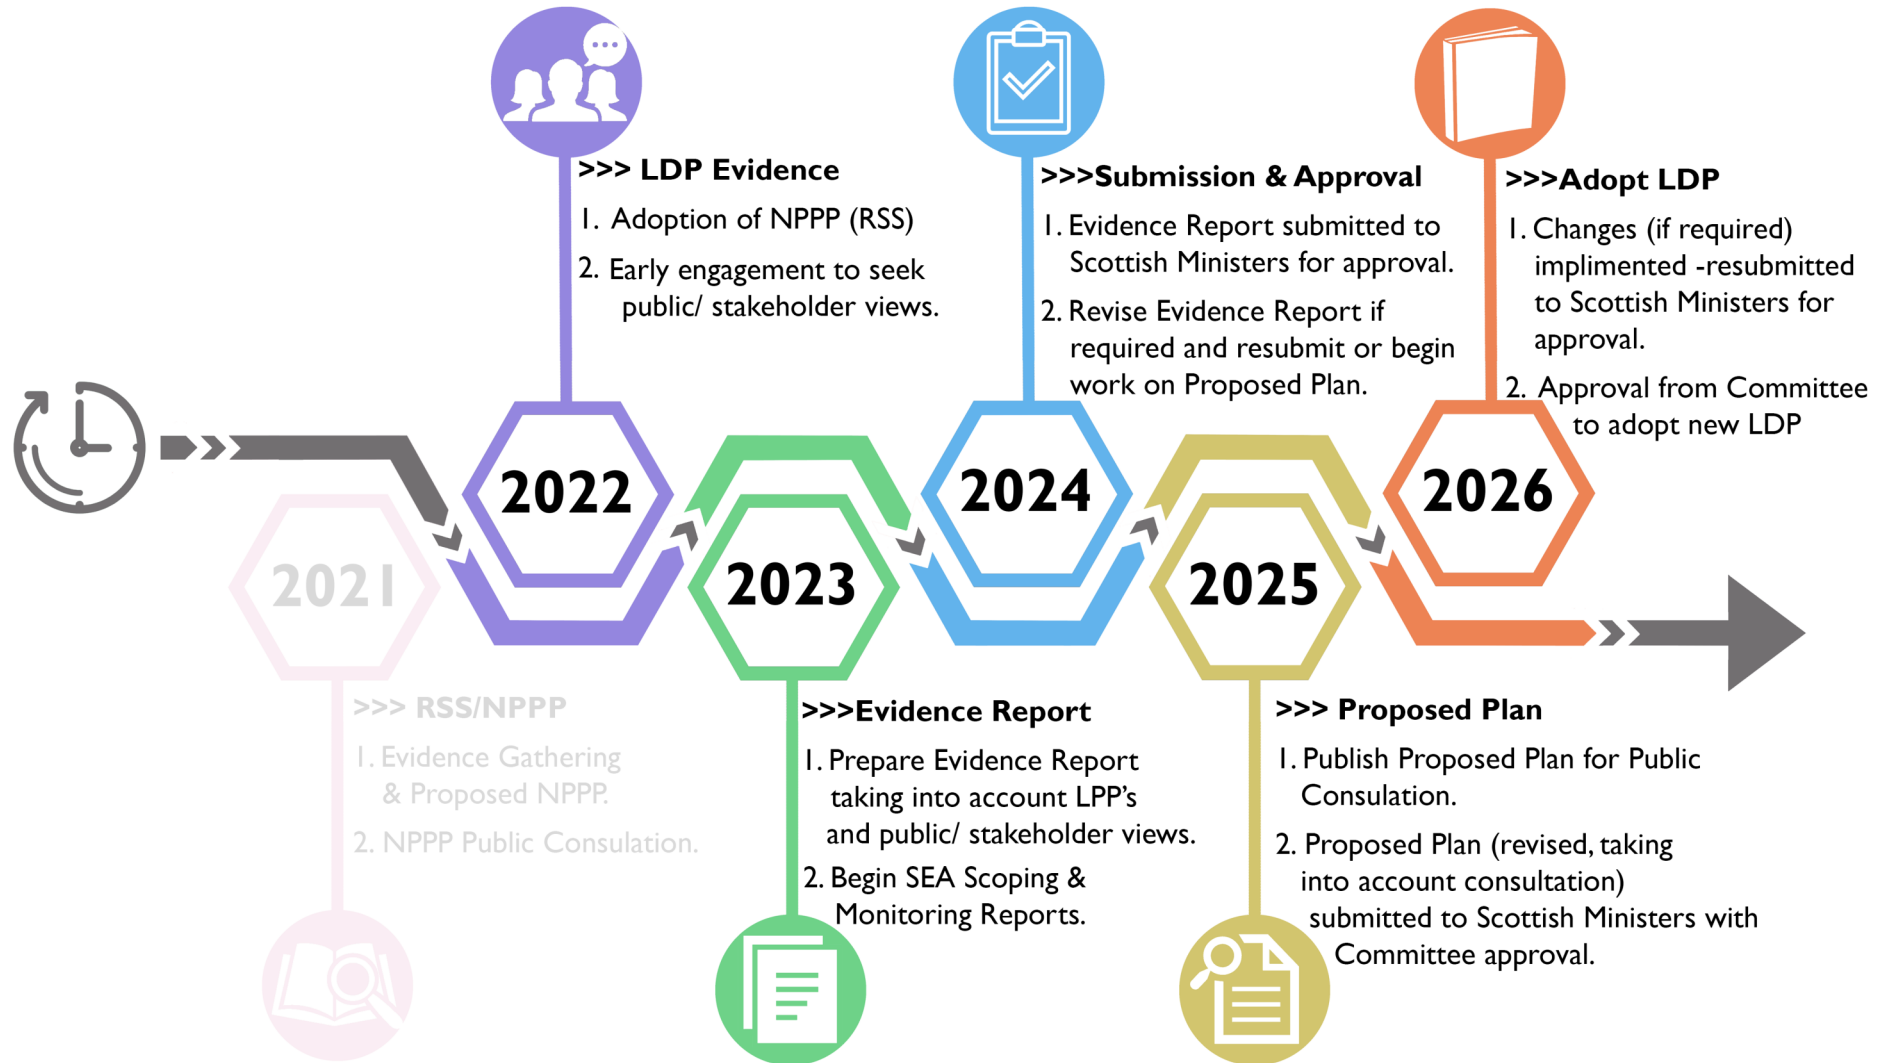 >>> LDP Evidence
1. Adoption of NPPP (RSS)
2. Early engagement to seek
public/ stakeholder views.
>>>Submission & Approval
1. Evidence Report submitted to
Scottish Ministers for approval.
2. Revise Evidence Report if
required and resubmit or begin
work on Proposed Plan.
>>>Adopt LDP
1. Changes (if required)
implimented -resubmitted
to Scottish Ministers for
approval.
2. Approval from Committee
to adopt new LDP
2022
2024
2026
2021
2023
2025
>>> RSS/NPPP
1. Evidence Gathering
& Proposed NPPP.
2. NPPP Public Consulation.
>>>Evidence Report
1. Prepare Evidence Report
taking into account LPP's
and public/ stakeholder views.
2. Begin SEA Scoping &
Monitoring Reports.
>>> Proposed Plan
1. Publish Proposed Plan for Public
Consulation.
2. Proposed Plan (revised, taking
into account consultation)
submitted to Scottish Ministers with
Committee approval.